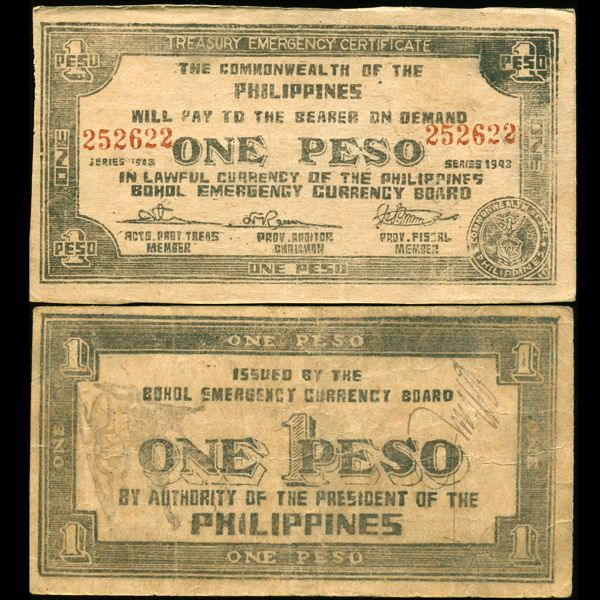 TREASURY EMERGENCY CERTIFICATE
1 PESO
1 PESO
THE COMMONWEALTH OF THE
PHILIPPINES
WILL PAY TO THE BEARER ON DEMAND
252622 ONE PESO 252622
SERIES 1943
SERIES 1943
ONE
ONE
IN LAWFUL CURRENCY OF THE PHILIPPINES
BOHOL EMERGENCY CURRENCY BOARD
ACTG. PROV. TREAS
MEMBER
PROV. AUDITOR
CHAIRMAN
PROV. FISCAL
MEMBER
COMMONWEALTH OF THE PHILIPPINES
1 PESO
ONE PESO
ONE PESO
1
1
ISSUED BY THE
BOHOL EMERGENCY CURRENCY BOARD
ONE
ONE
1
ONE PESO
BY AUTHORITY OF THE PRESIDENT OF THE
PHILIPPINES
1
1
ONE PESO